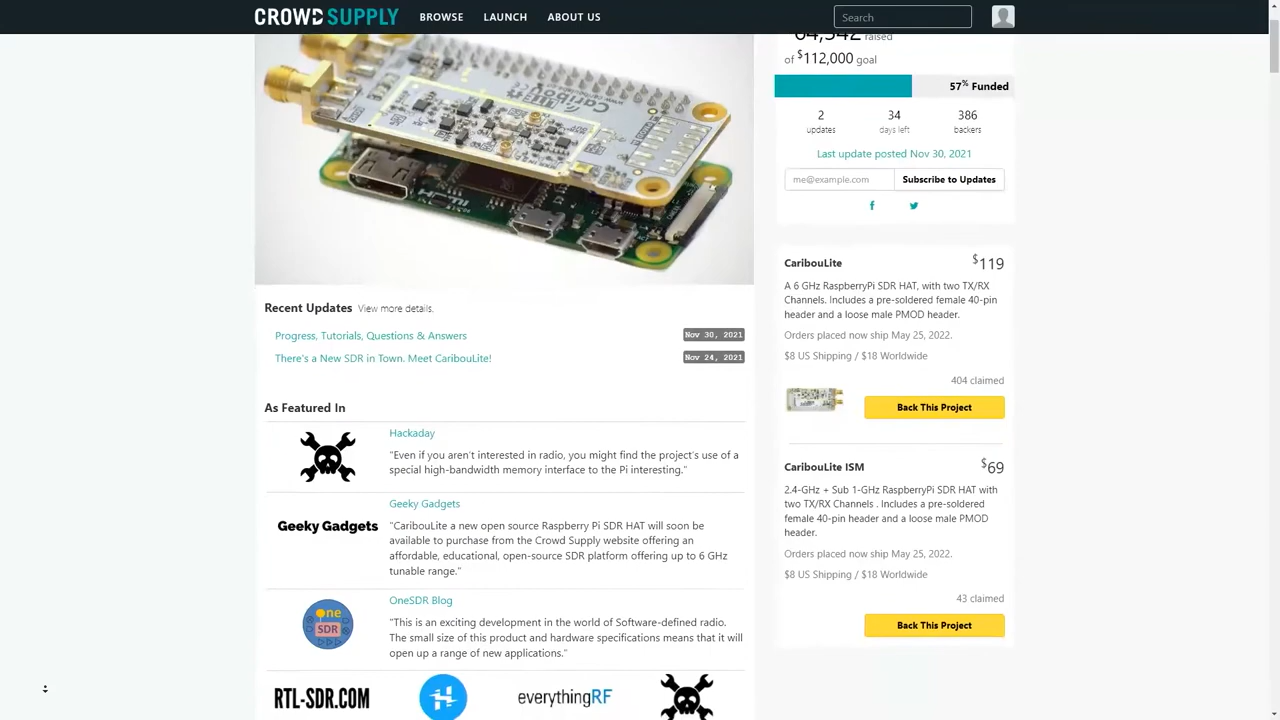 CROWD SUPPLY BROWSE LAUNCH ABOUT US Search
raised
of $112,000 goal
57% Funded
2 34 386
updates days left backers
Last update posted Nov 30, 2021
me@example.com Subscribe to Updates
CaribouLite $119
A 6 GHz RaspberryPi SDR HAT, with two TX/RX
Channels. Includes a pre-soldered female 40-pin
header and a loose male PMOD header.
Orders placed now ship May 25, 2022.
$8 US Shipping / $18 Worldwide
404 claimed
Back This Project
CaribouLite ISM $69
2.4-GHz + Sub 1-GHz RaspberryPi SDR HAT with
two TX/RX Channels . Includes a pre-soldered
female 40-pin header and a loose male PMOD
header.
Orders placed now ship May 25, 2022.
$8 US Shipping / $18 Worldwide
43 claimed
Back This Project
Recent Updates View more details.
Progress, Tutorials, Questions & Answers Nov 30, 2021
There's a New SDR in Town. Meet CaribouLite! Nov 24, 2021
As Featured In
Hackaday
"Even if you aren't interested in radio, you might find the project's use of a
special high-bandwidth memory interface to the Pi interesting."
Geeky Gadgets
Geeky Gadgets
"CaribouLite a new open source Raspberry Pi SDR HAT will soon be
available to purchase from the Crowd Supply website offering an
affordable, educational, open-source SDR platform offering up to 6 GHz
tunable range."
One
SDR
OneSDR Blog
"This is an exciting development in the world of Software-defined radio.
The small size of this product and hardware specifications means that it will
open up a range of new applications."
RTL-SDR.COM everythingRF